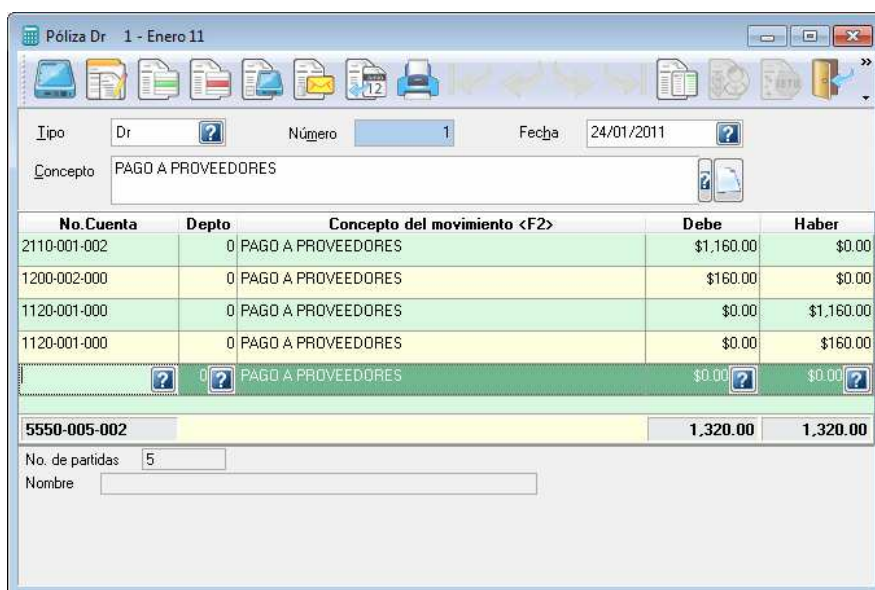 Póliza Dr 1 - Enero 11
12
»
Tipo Dr ? Número 1 Fecha 24/01/2011 ?
Concepto PAGO A PROVEEDORES ?
No.Cuenta Depto Concepto del movimiento <F2> Debe Haber
2110-001-002 0 PAGO A PROVEEDORES $1,160.00 $0.00
1200-002-000 0 PAGO A PROVEEDORES $160.00 $0.00
1120-001-000 0 PAGO A PROVEEDORES $0.00 $1,160.00
1120-001-000 0 PAGO A PROVEEDORES $0.00 $160.00
? 0 ? PAGO A PROVEEDORES $0.00 ? $0.00 ?
5550-005-002 1,320.00 1,320.00
No. de partidas 5
Nombre